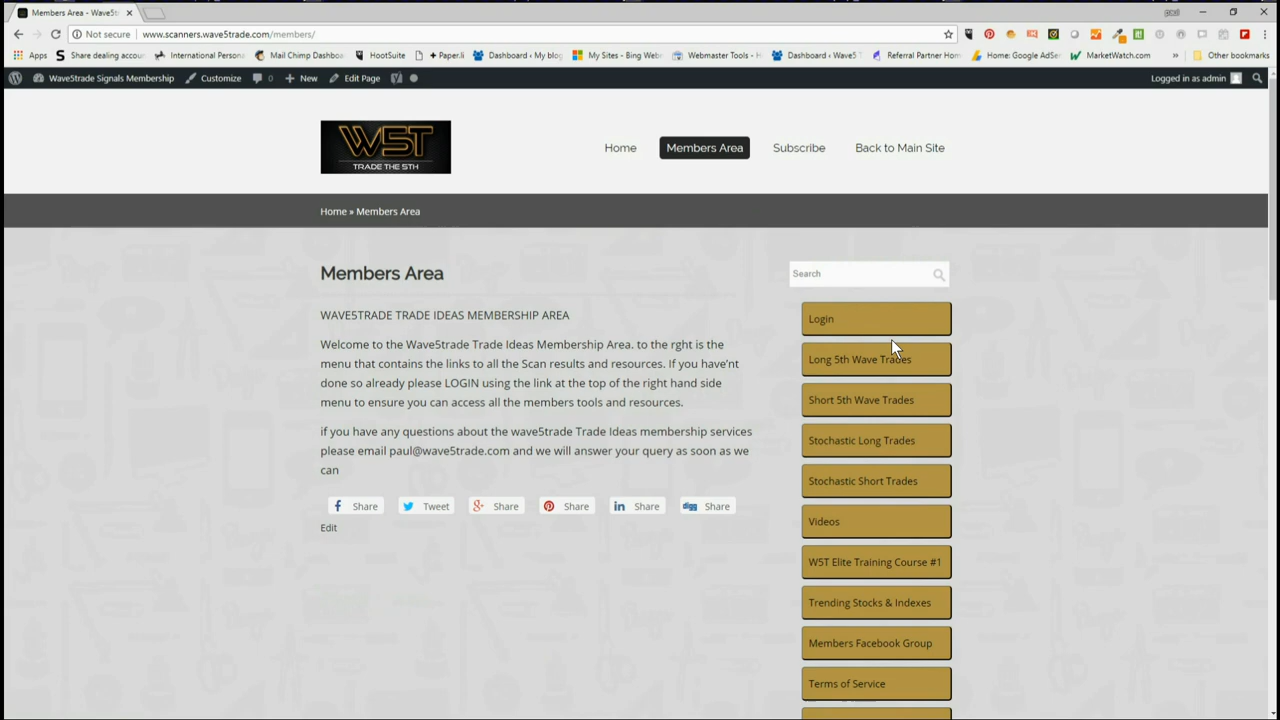 Members Area - Wave5t
paul
Not secure | www.scanners.wave5trade.com/members/
Apps
Share dealing accoun
International Persona
Mail Chimp Dashboa
HootSuite
+ Paper.li
Dashboard ‹ My blog
My Sites - Bing Webm
Webmaster Tools - H
Dashboard ‹ Wave5 T
Referral Partner Hom
Home: Google AdSen
MarketWatch.com
»
Other bookmarks
Wave5trade Signals Membership
Customize
0
New
Edit Page
Logged in as admin
W5T
TRADE THE 5TH
Home
Members Area
Subscribe
Back to Main Site
Home » Members Area
Members Area
WAVE5TRADE TRADE IDEAS MEMBERSHIP AREA
Welcome to the Wave5trade Trade Ideas Membership Area. to the rght is the
menu that contains the links to all the Scan results and resources. If you have'nt
done so already please LOGIN using the link at the top of the right hand side
menu to ensure you can access all the members tools and resources.
if you have any questions about the wave5trade Trade Ideas membership services
please email paul@wave5trade.com and we will answer your query as soon as we
can
Share
Tweet
Share
Share
Share
Share
Edit
Search
Login
Long 5th Wave Trades
Short 5th Wave Trades
Stochastic Long Trades
Stochastic Short Trades
Videos
W5T Elite Training Course #1
Trending Stocks & Indexes
Members Facebook Group
Terms of Service